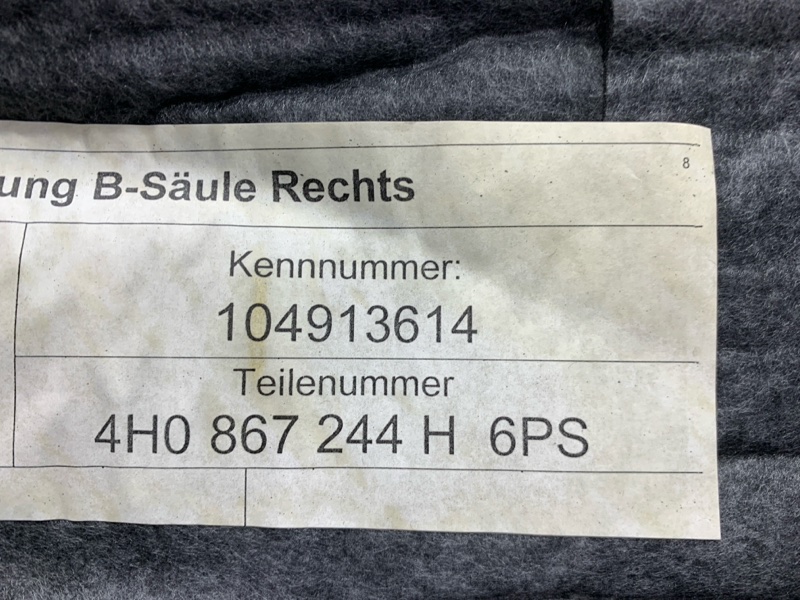 ung B-Säule Rechts
8
Kennnummer:
104913614
Teilenummer
4H0 867 244 H 6PS